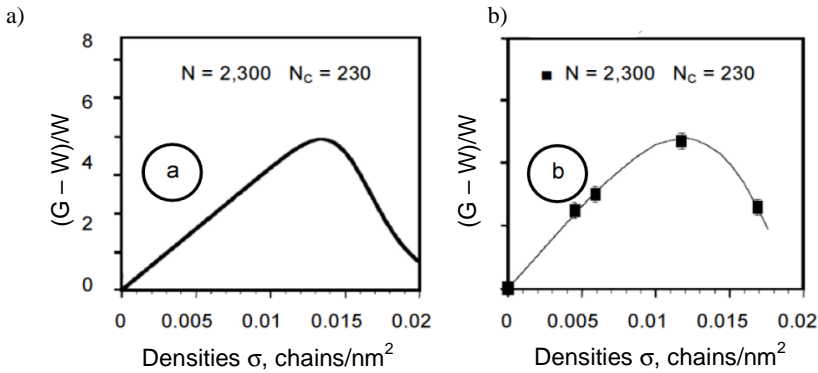 a)
8
6
4
2
0
(G – W)/W
N = 2,300 N_C = 230
a
0 0.005 0.01 0.015 0.02
Densities σ, chains/nm²
b)
(G – W)/W
■ N = 2,300 N_C = 230
b
0 0.005 0.01 0.015 0.02
Densities σ, chains/nm²